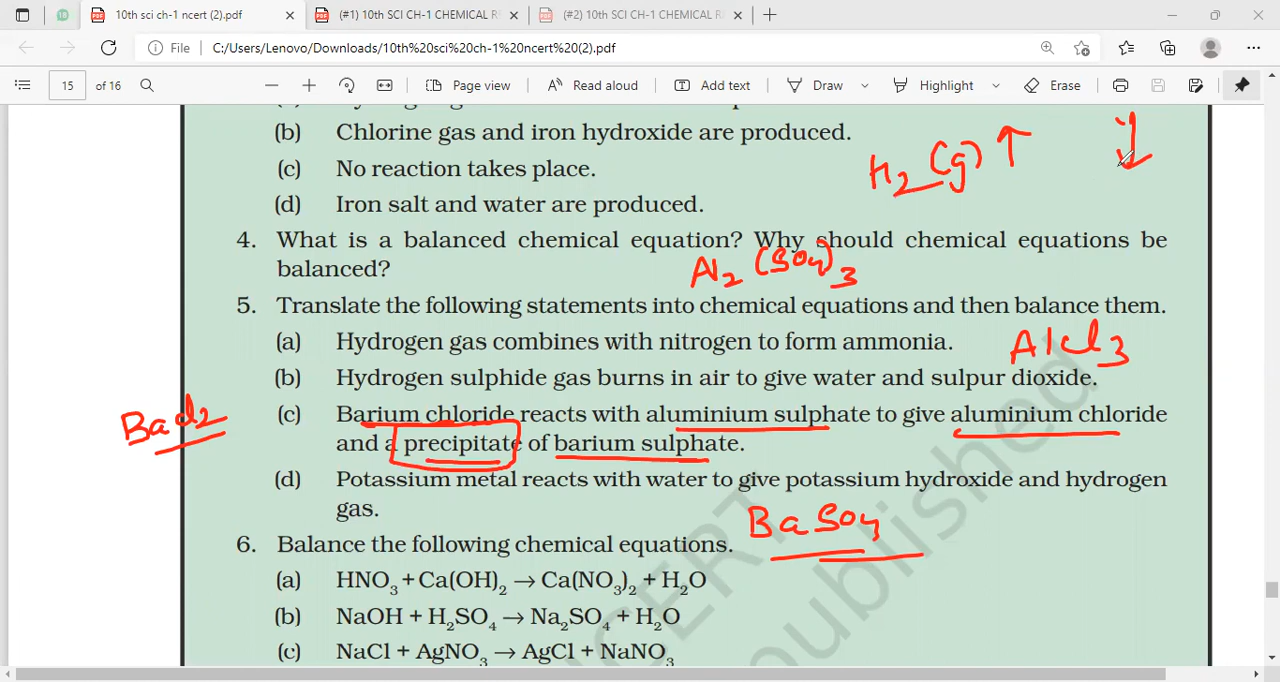 10th sci ch-1 ncert (2).pdf
(#1) 10th SCI CH-1 CHEMICAL R
(#2) 10TH SCI CH-1 CHEMICAL R
File
C:/Users/Lenovo/Downloads/10th%20sci%20ch-1%20ncert%20(2).pdf
15 of 16
Page view
Read aloud
Add text
Draw
Highlight
Erase
(b) Chlorine gas and iron hydroxide are produced.
H2 (g) ↑ ↓
(c) No reaction takes place.
(d) Iron salt and water are produced.
4. What is a balanced chemical equation? Why should chemical equations be
balanced?
Al2 (SO4)3
5. Translate the following statements into chemical equations and then balance them.
(a) Hydrogen gas combines with nitrogen to form ammonia.
AlCl3
(b) Hydrogen sulphide gas burns in air to give water and sulpur dioxide.
BaCl2
(c) Barium chloride reacts with aluminium sulphate to give aluminium chloride
and a precipitate of barium sulphate.
(d) Potassium metal reacts with water to give potassium hydroxide and hydrogen
gas.
BaSO4
6. Balance the following chemical equations.
(a) HNO3 + Ca(OH)2 → Ca(NO3)2 + H2O
(b) NaOH + H2SO4 → Na2SO4 + H2O
(c) NaCl + AgNO3 → AgCl + NaNO3